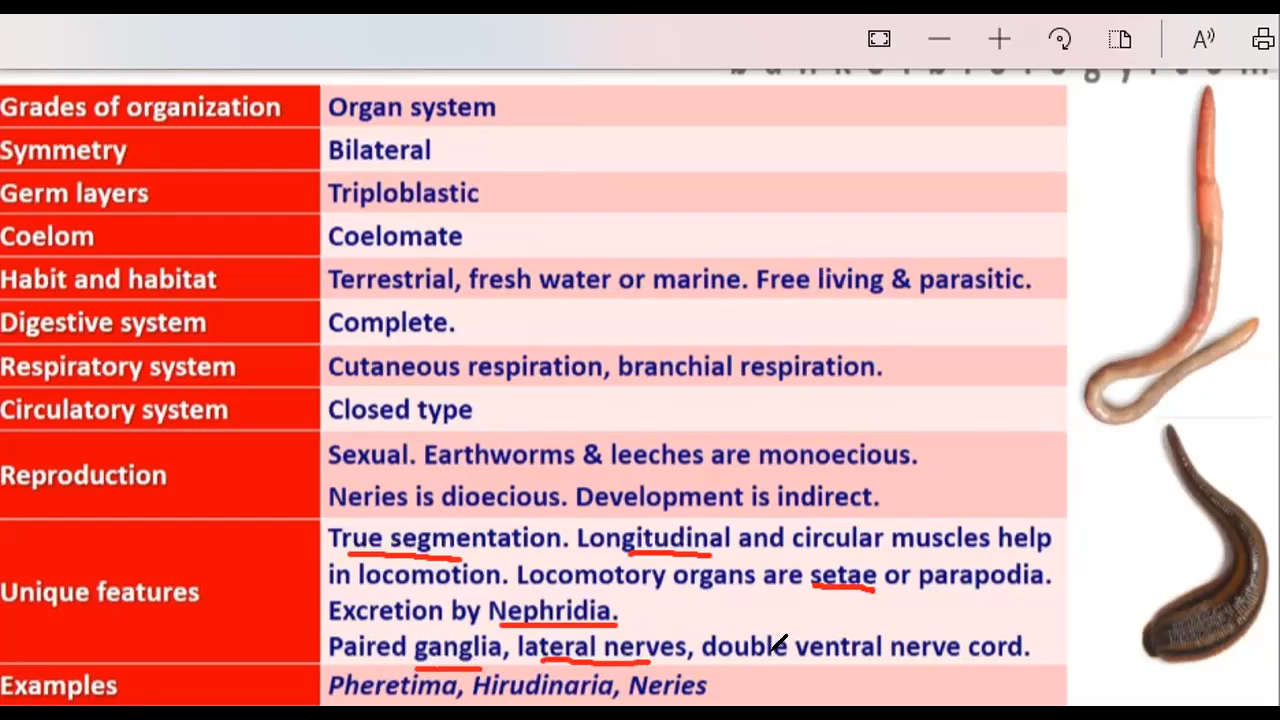 Grades of organization Organ system
Symmetry Bilateral
Germ layers Triploblastic
Coelom Coelomate
Habit and habitat Terrestrial, fresh water or marine. Free living & parasitic.
Digestive system Complete.
Respiratory system Cutaneous respiration, branchial respiration.
Circulatory system Closed type
Reproduction Sexual. Earthworms & leeches are monoecious.
Neries is dioecious. Development is indirect.
Unique features True segmentation. Longitudinal and circular muscles help
in locomotion. Locomotory organs are setae or parapodia.
Excretion by Nephridia.
Paired ganglia, lateral nerves, double ventral nerve cord.
Examples Pheretima, Hirudinaria, Neries